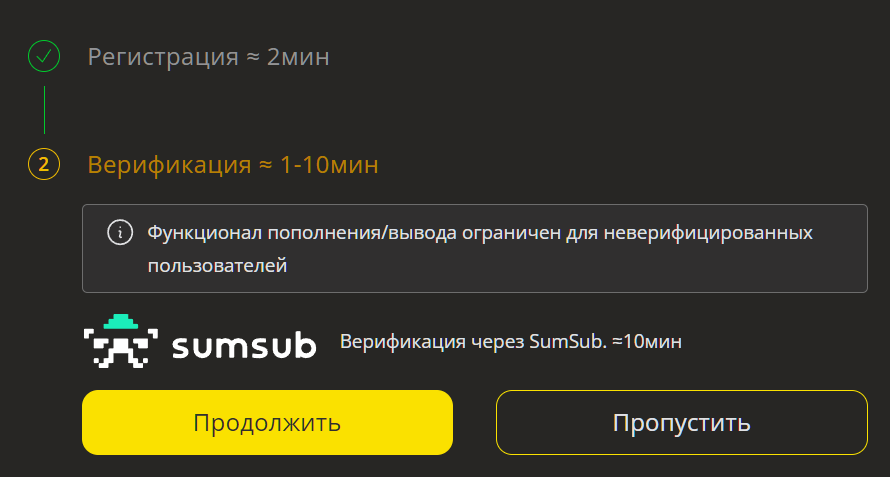 Регистрация ≈ 2мин
2
Верификация ≈ 1-10мин
Функционал пополнения/вывода ограничен для неверифицированных
пользователей
sumsub
Верификация через SumSub. ≈10мин
Продолжить
Пропустить